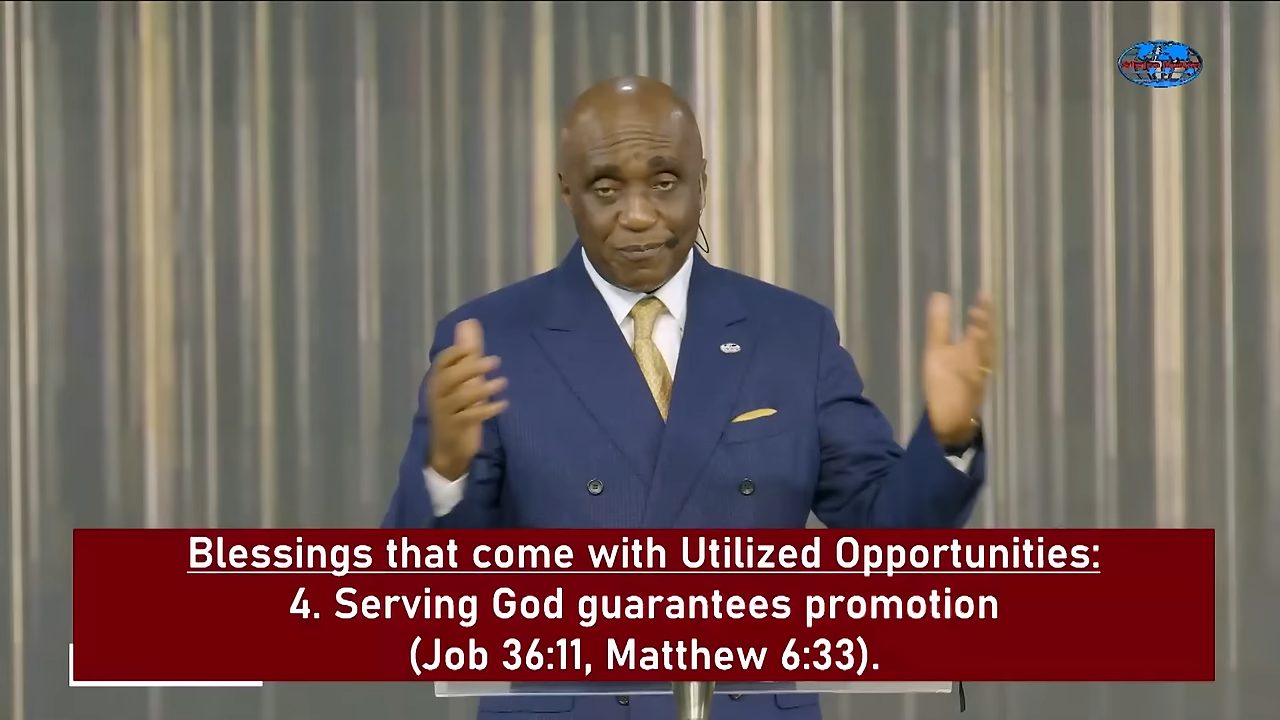 Blessings that come with Utilized Opportunities:
4. Serving God guarantees promotion
(Job 36:11, Matthew 6:33).